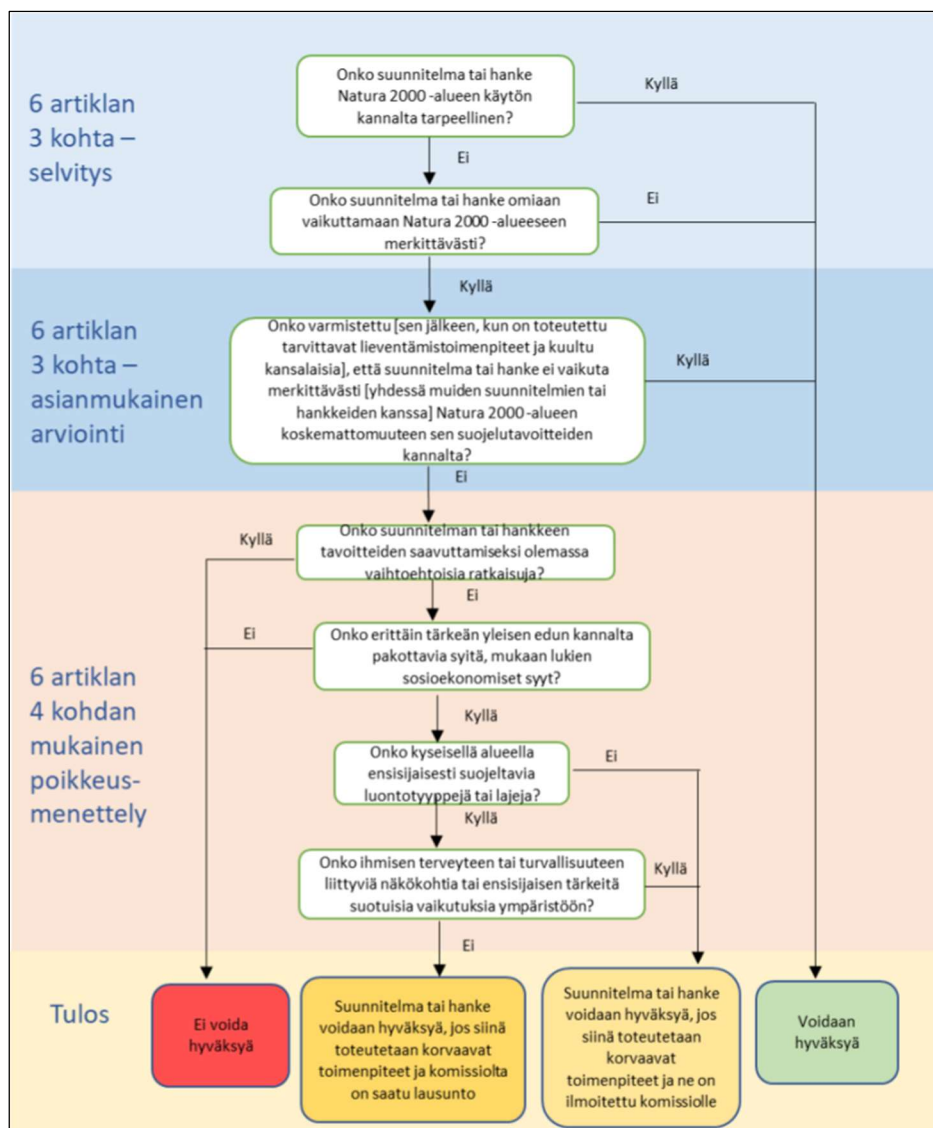 6 artiklan
3 kohta –
selvitys
Onko suunnitelma tai hanke
Natura 2000 -alueen käytön
kannalta tarpeellinen?
Kyllä
Ei
Onko suunnitelma tai hanke omiaan
vaikuttamaan Natura 2000 -alueeseen
merkittävästi?
Ei
Kyllä
6 artiklan
3 kohta –
asianmukainen
arviointi
Onko varmistettu [sen jälkeen, kun on toteutettu
tarvittavat lieventämistoimenpiteet ja kuultu
kansalaisia], että suunnitelma tai hanke ei vaikuta
merkittävästi [yhdessä muiden suunnitelmien tai
hankkeiden kanssa] Natura 2000 -alueen
koskemattomuuteen sen suojelutavoitteiden
kannalta?
Kyllä
Ei
6 artiklan
4 kohdan
mukainen
poikkeus-
menettely
Onko suunnitelman tai hankkeen
tavoitteiden saavuttamiseksi olemassa
vaihtoehtoisia ratkaisuja?
Kyllä
Ei
Onko erittäin tärkeän yleisen edun kannalta
pakottavia syitä, mukaan lukien
sosioekonomiset syyt?
Ei
Kyllä
Onko kyseisellä alueella
ensisijaisesti suojeltavia
luontotyyppejä tai lajeja?
Ei
Kyllä
Onko ihmisen terveyteen tai turvallisuuteen
liittyviä näkökohtia tai ensisijaisen tärkeitä
suotuisia vaikutuksia ympäristöön?
Kyllä
Ei
Tulos
Ei voida
hyväksyä
Suunnitelma tai hanke
voidaan hyväksyä, jos siinä
toteutetaan korvaavat
toimenpiteet ja komissiolta
on saatu lausunto
Suunnitelma tai hanke
voidaan hyväksyä, jos
siinä toteutetaan
korvaavat
toimenpiteet ja ne on
ilmoitettu komissiolle
Voidaan
hyväksyä